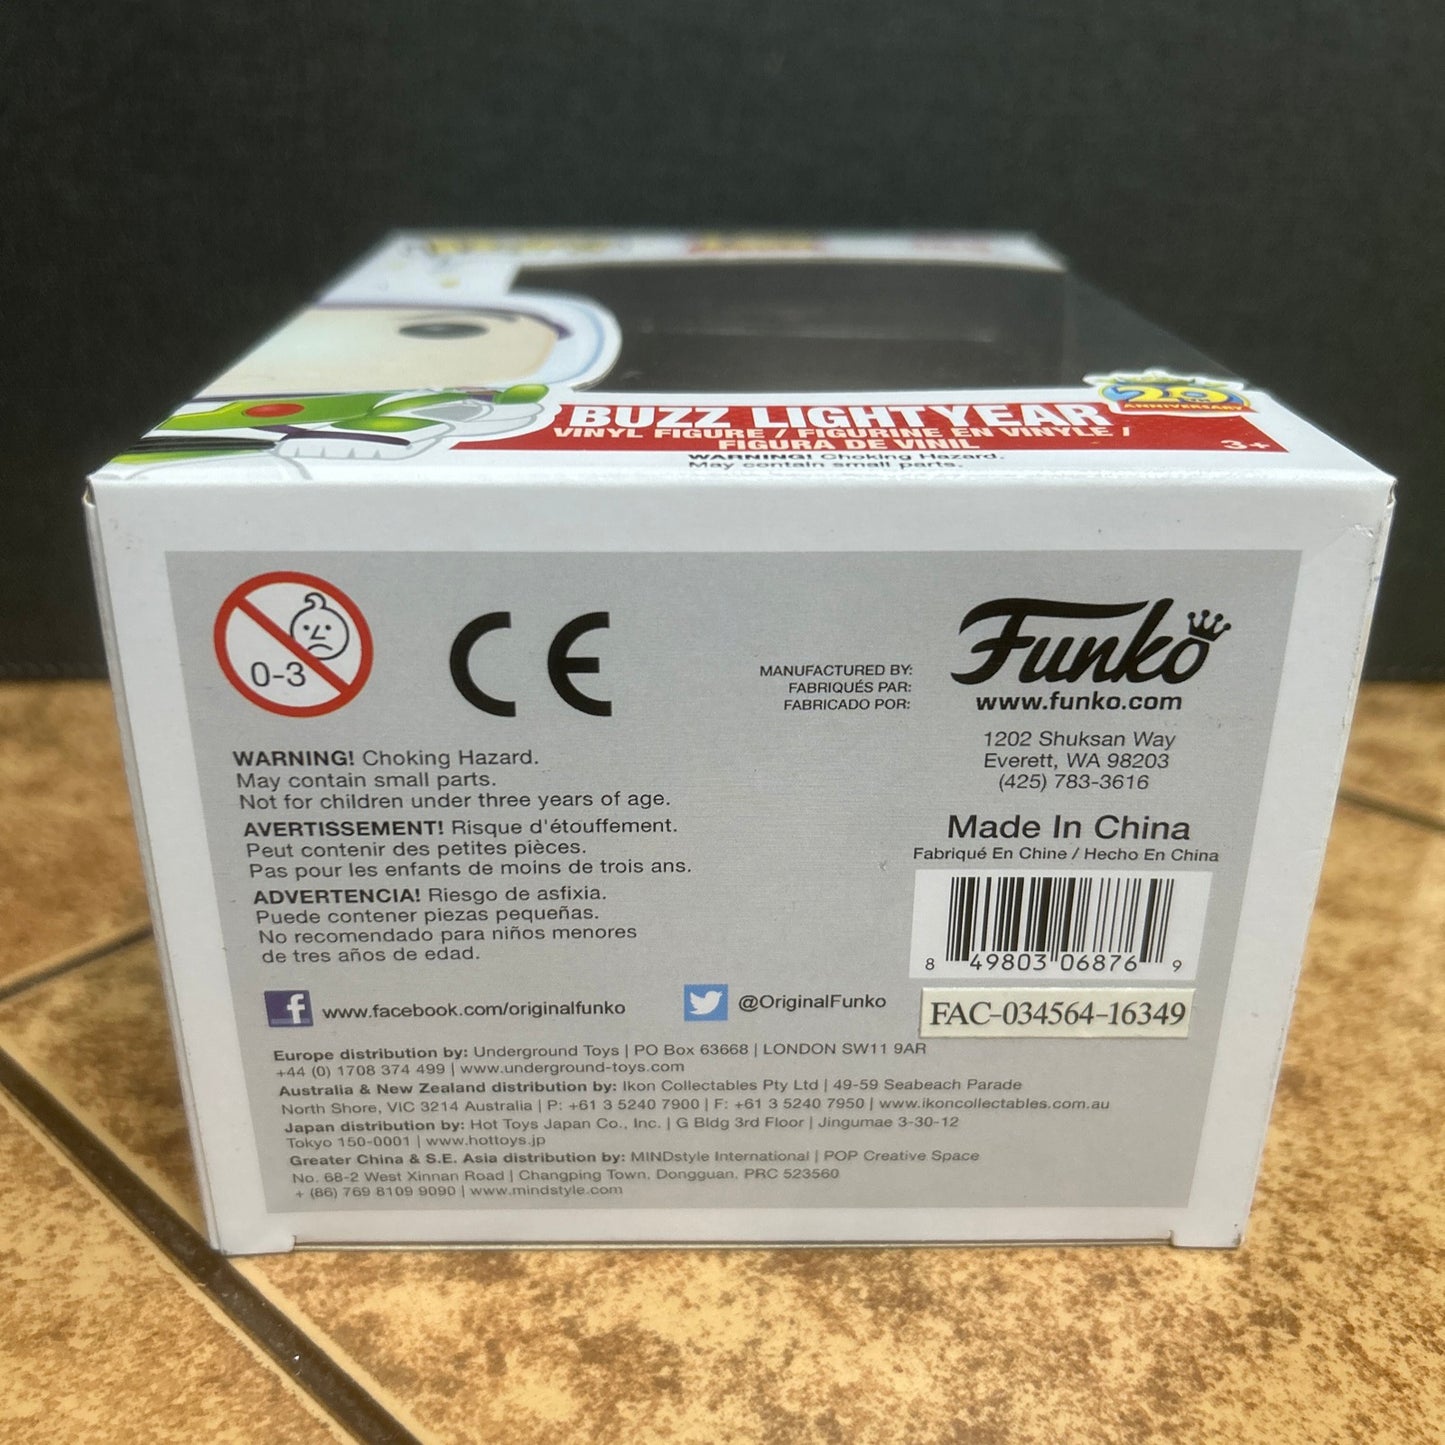 20TH
ANNIVERSARY
BUZZ LIGHTYEAR
VINYL FIGURE / FIGURINE EN VINYLE /
FIGURA DE VINIL
3+
WARNING! Choking Hazard.
May contain small parts.
0-3
CE
MANUFACTURED BY:
FABRIQUÉS PAR:
FABRICADO POR:
Funko
www.funko.com
1202 Shuksan Way
Everett, WA 98203
(425) 783-3616
Made In China
Fabriqué En Chine / Hecho En China
8 49803 06876 9
FAC-034564-16349
WARNING! Choking Hazard.
May contain small parts.
Not for children under three years of age.
AVERTISSEMENT! Risque d'étouffement.
Peut contenir des petites pièces.
Pas pour les enfants de moins de trois ans.
ADVERTENCIA! Riesgo de asfixia.
Puede contener piezas pequeñas.
No recomendado para niños menores
de tres años de edad.
f www.facebook.com/originalfunko
@OriginalFunko
Europe distribution by: Underground Toys | PO Box 63668 | LONDON SW11 9AR
+44 (0) 1708 374 499 | www.underground-toys.com
Australia & New Zealand distribution by: Ikon Collectables Pty Ltd | 49-59 Seabeach Parade
North Shore, VIC 3214 Australia | P: +61 3 5240 7900 | F: +61 3 5240 7950 | www.ikoncollectables.com.au
Japan distribution by: Hot Toys Japan Co., Inc. | G Bldg 3rd Floor | Jingumae 3-30-12
Tokyo 150-0001 | www.hottoys.jp
Greater China & S.E. Asia distribution by: MINDstyle International | POP Creative Space
No. 68-2 West Xinnan Road | Changping Town, Dongguan, PRC 523560
+ (86) 769 8109 9090 | www.mindstyle.com